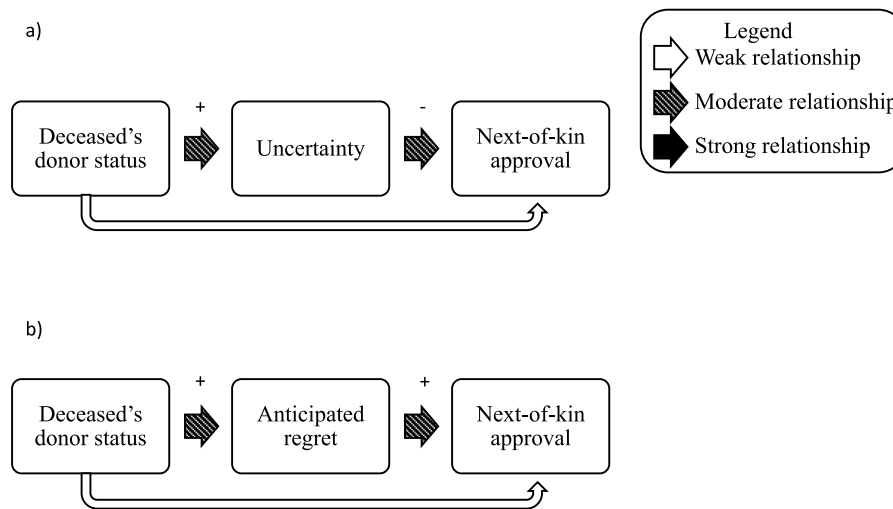 a)
Legend
Weak relationship
Moderate relationship
Strong relationship
+
-
Deceased's
donor status
Uncertainty
Next-of-kin
approval
b)
+
+
Deceased's
donor status
Anticipated
regret
Next-of-kin
approval